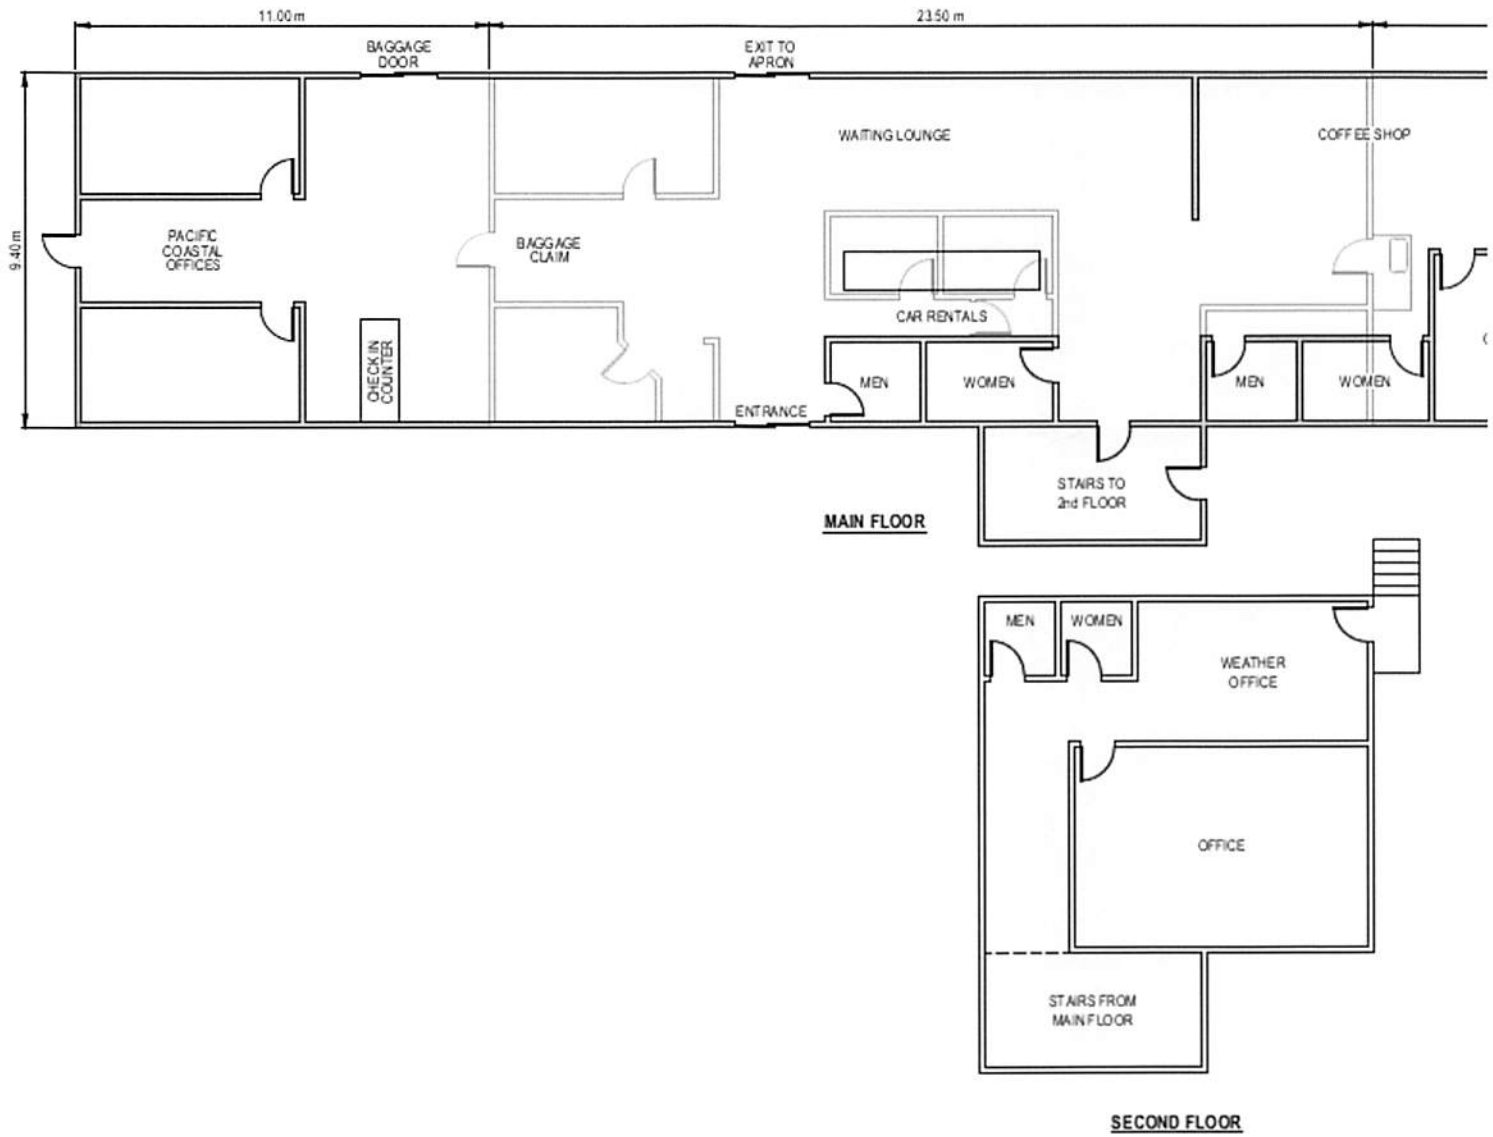 11.00 m
23.50 m
BAGGAGE
DOOR
EXIT TO
APRON
WAITING LOUNGE
COFFEE SHOP
9.40 m
PACIFIC
COASTAL
OFFICES
BAGGAGE
CLAIM
CAR RENTALS
CHECK IN
COUNTER
MEN
WOMEN
MEN
WOMEN
ENTRANCE
STAIRS TO
2nd FLOOR
MAIN FLOOR
MEN
WOMEN
WEATHER
OFFICE
OFFICE
STAIRS FROM
MAIN FLOOR
SECOND FLOOR